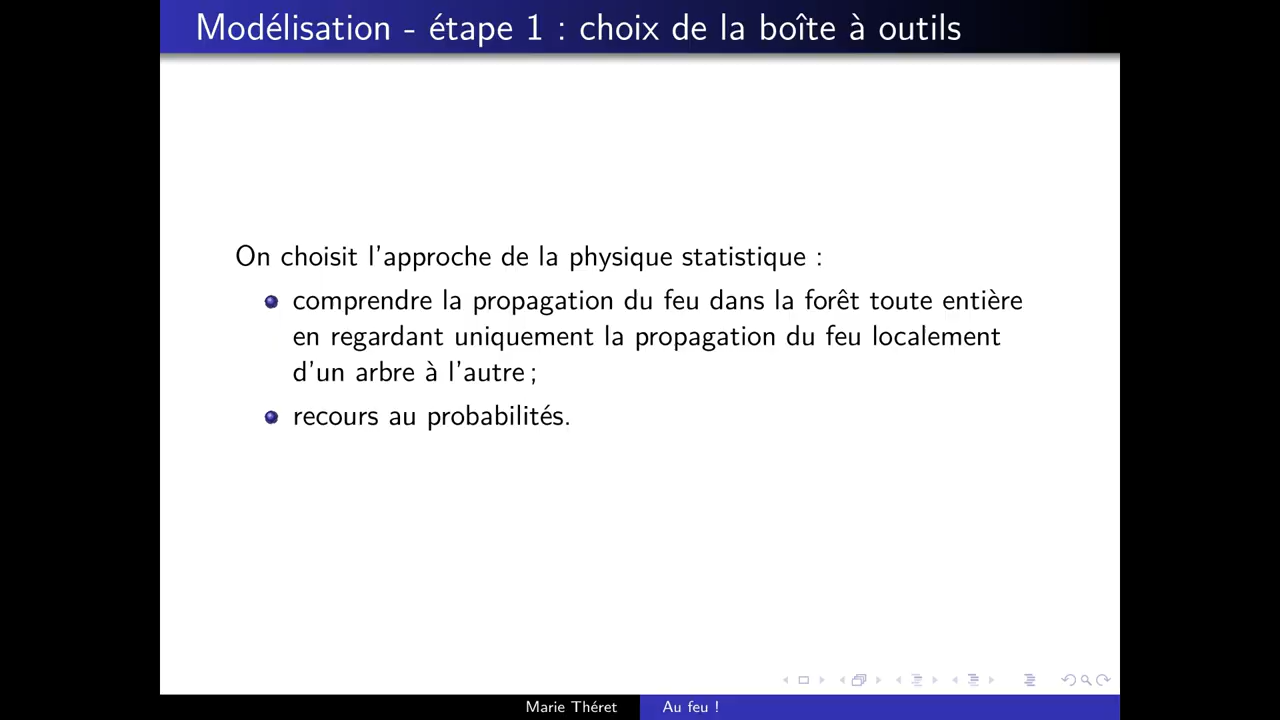 Modélisation - étape 1 : choix de la boîte à outils
On choisit l'approche de la physique statistique :
comprendre la propagation du feu dans la forêt toute entière
en regardant uniquement la propagation du feu localement
d'un arbre à l'autre ;
recours au probabilités.
Marie Théret
Au feu !